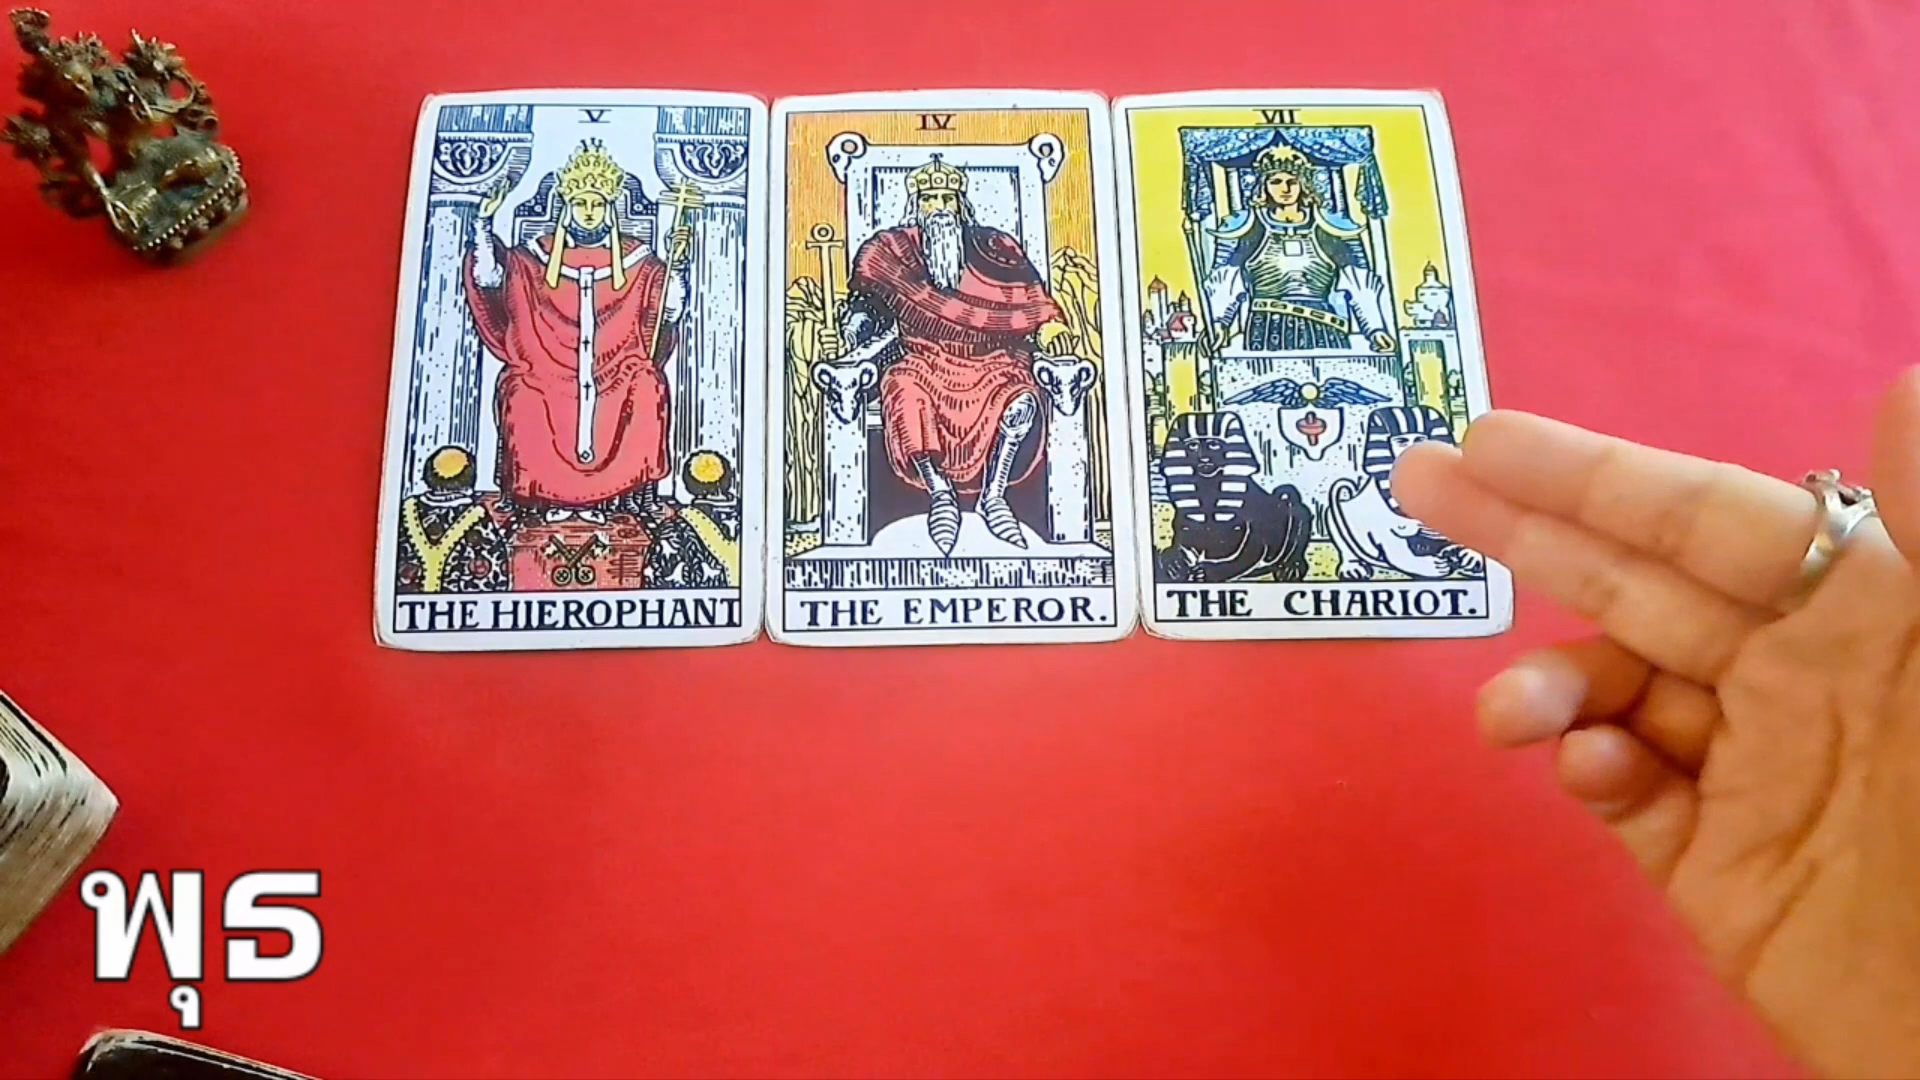 V
IV
VII
THE HIEROPHANT
THE EMPEROR.
THE CHARIOT.
พุธ